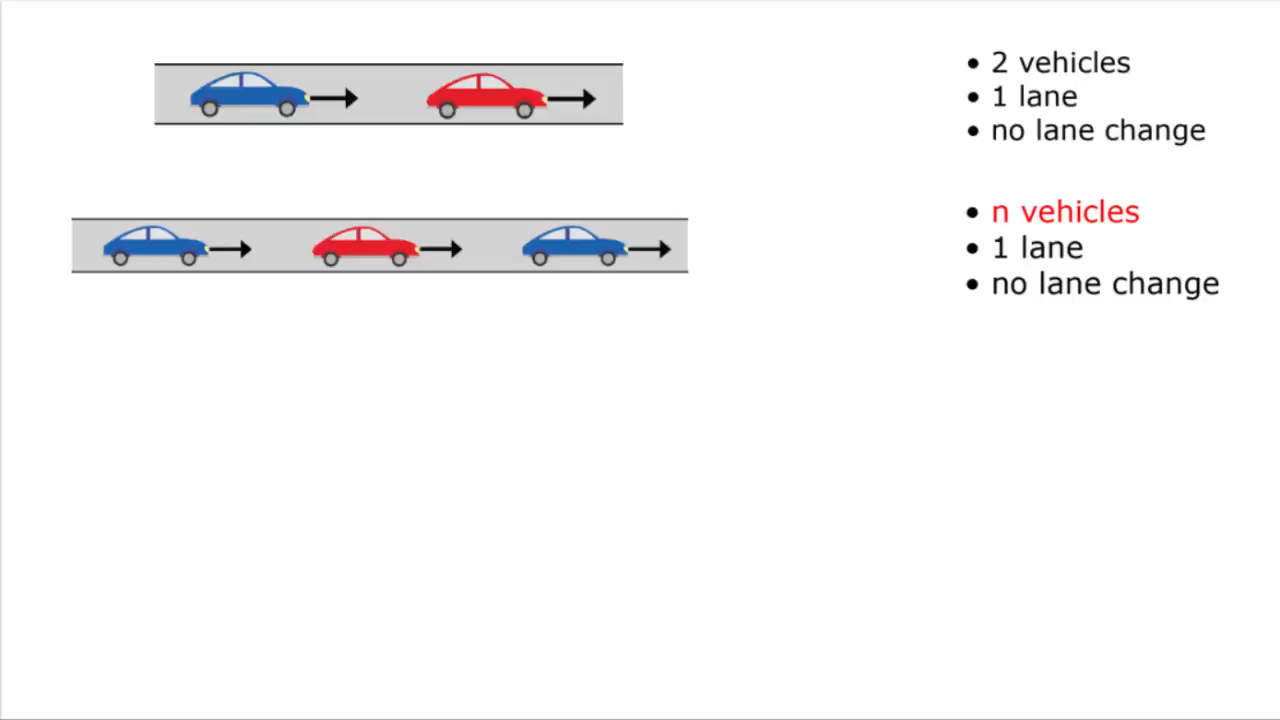 • 2 vehicles
• 1 lane
• no lane change
• n vehicles
• 1 lane
• no lane change